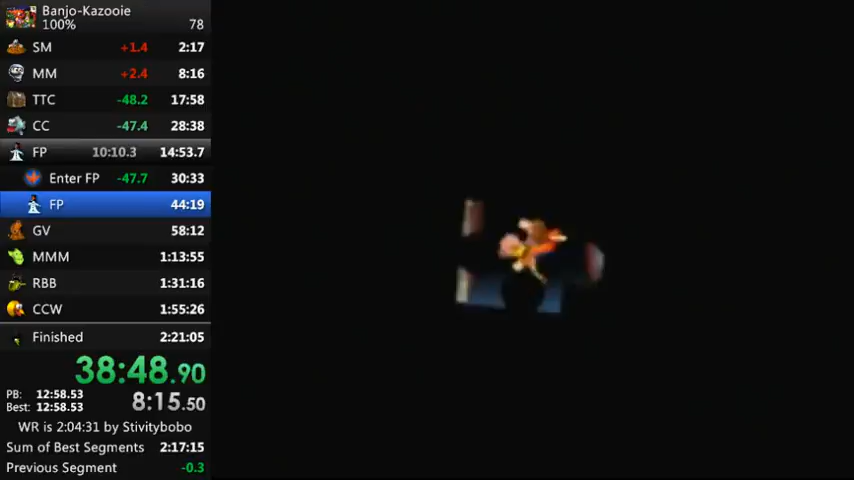 Banjo-Kazooie
100% 78
SM +1.4 2:17
MM +2.4 8:16
TTC -48.2 17:58
CC -47.4 28:38
FP 10:10.3 14:53.7
Enter FP -47.7 30:33
FP 44:19
GV 58:12
MMM 1:13:55
RBB 1:31:16
CCW 1:55:26
Finished 2:21:05
38:48.90
PB: 12:58.53
Best: 12:58.53
8:15.50
WR is 2:04:31 by Stivitybobo
Sum of Best Segments 2:17:15
Previous Segment -0.3